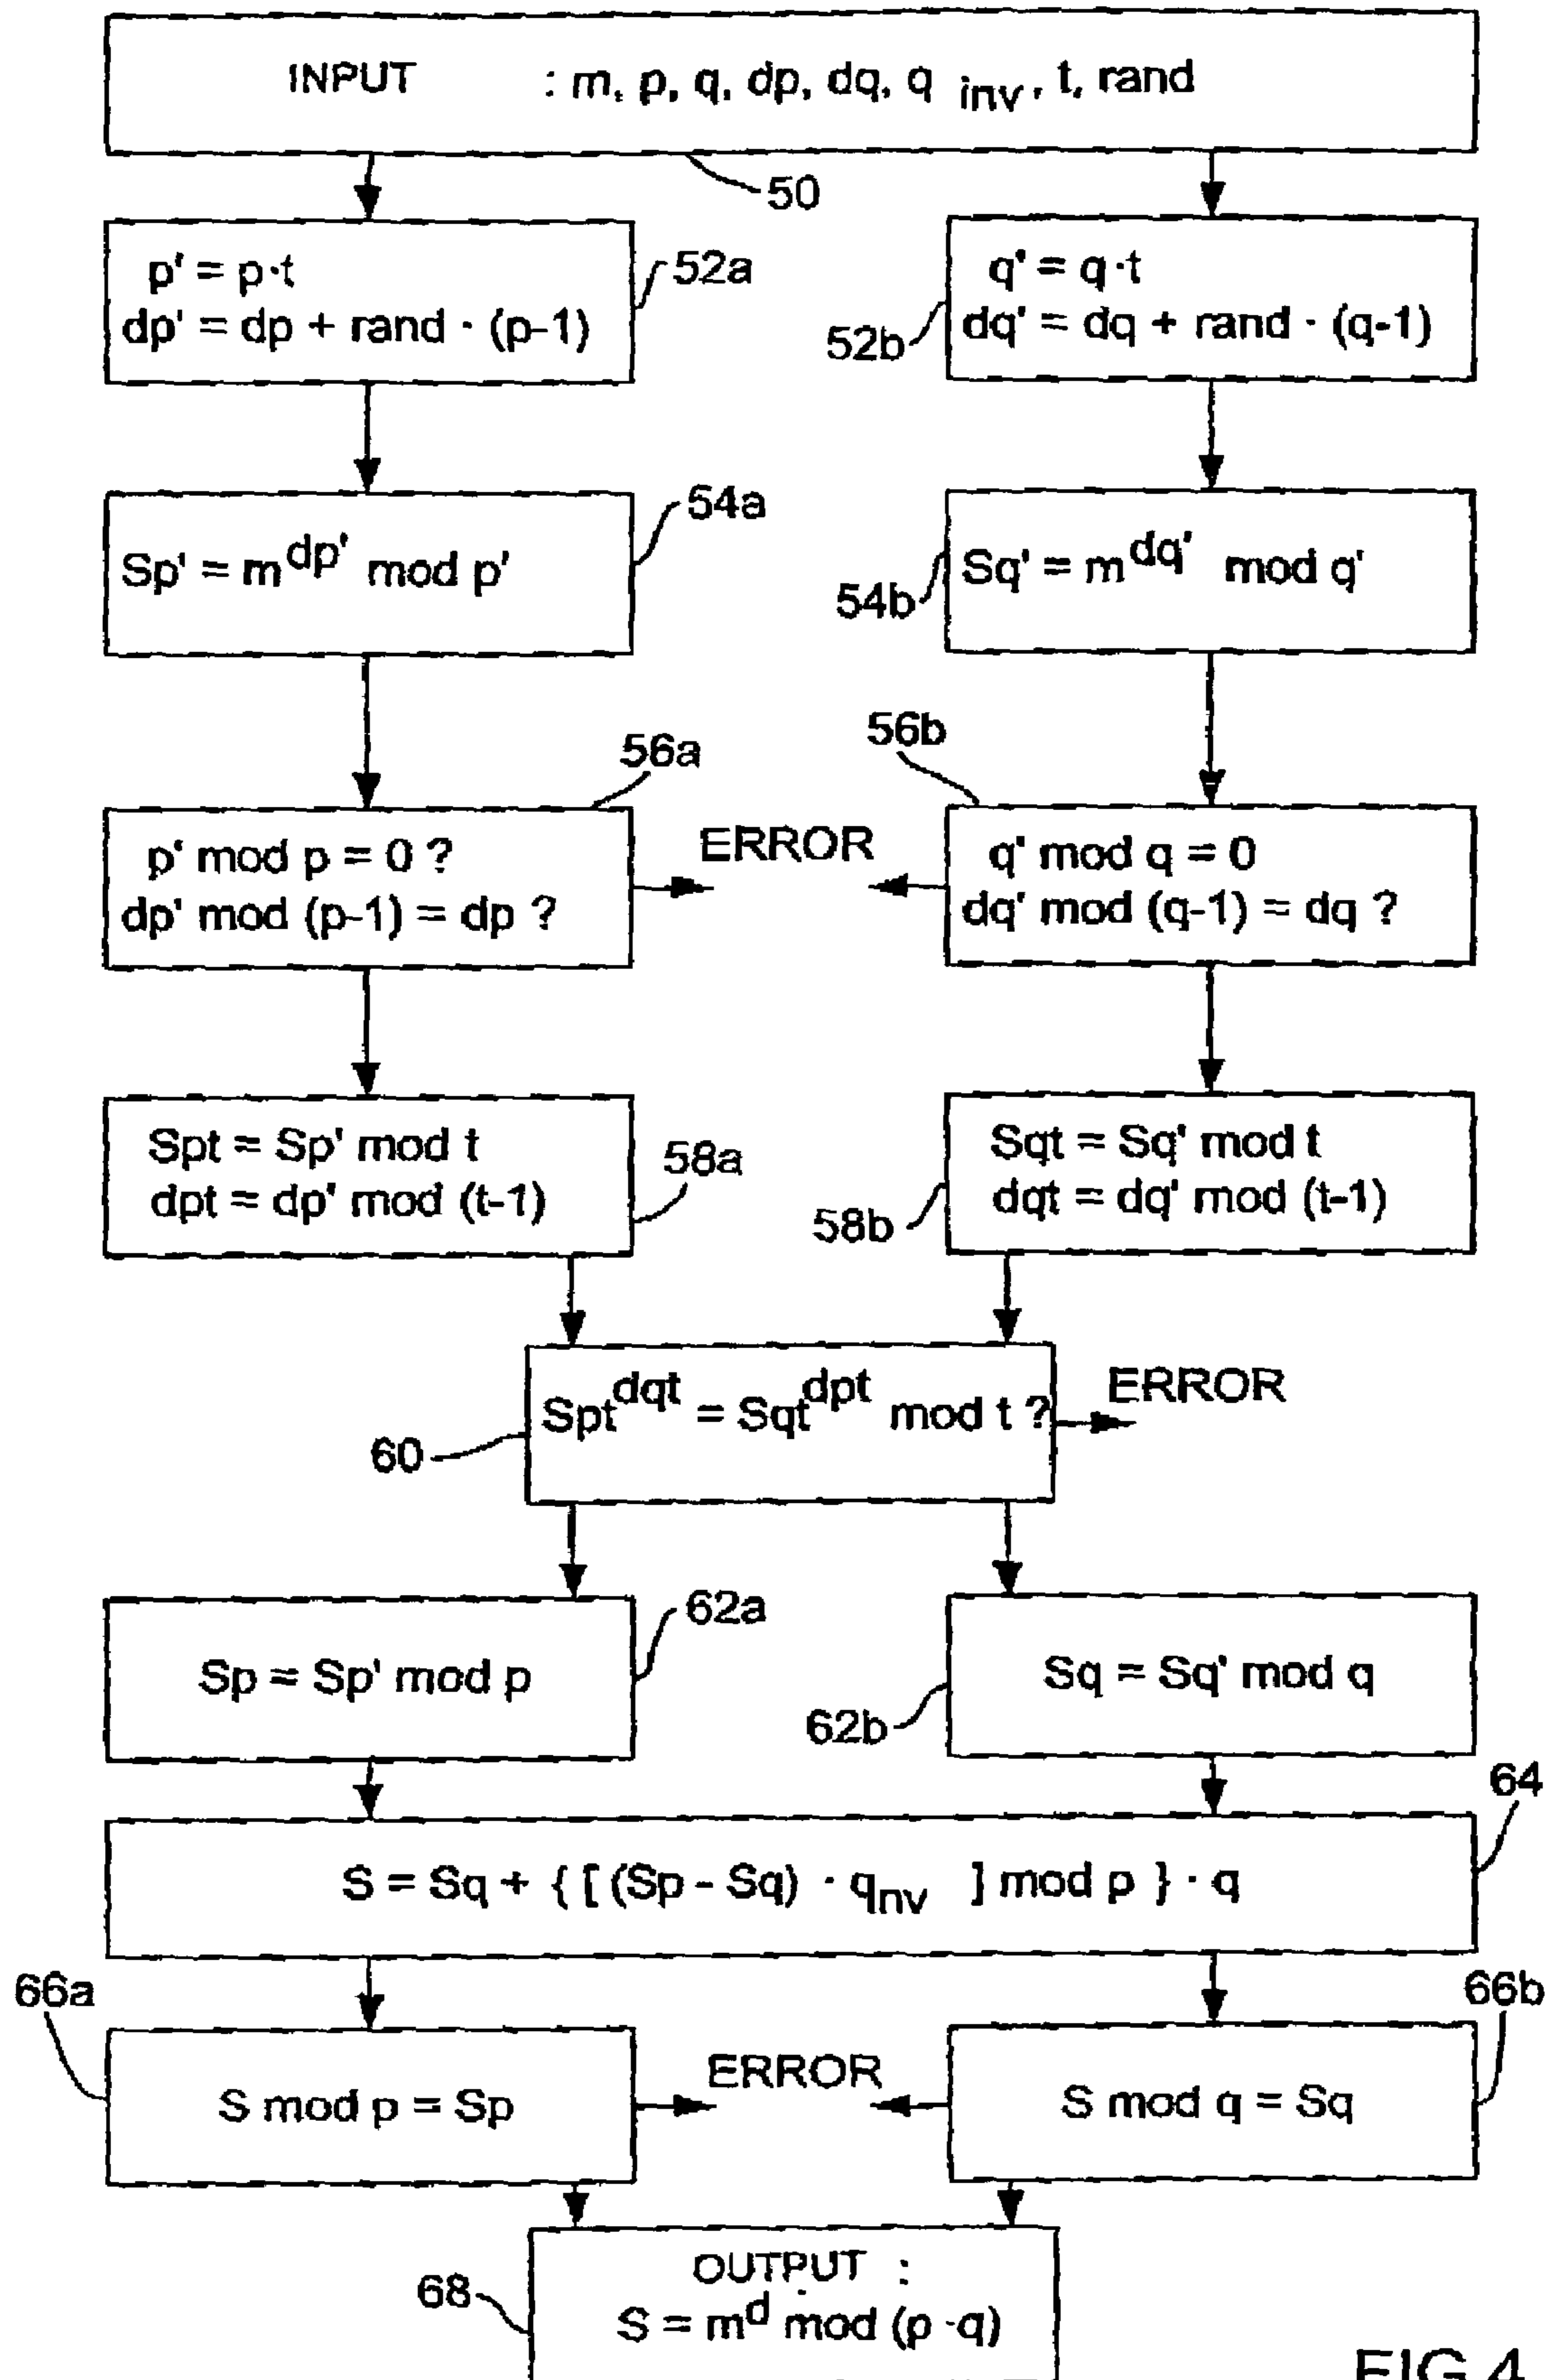 INPUT : m, p, q, dp, dq, q inv, t, rand
50
p' = p·t
dp' = dp + rand · (p-1)
52a
q' = q·t
dq' = dq + rand · (q-1)
52b
Sp' = m^dp' mod p'
54a
Sq' = m^dq' mod q'
54b
56a
p' mod p = 0 ?
dp' mod (p-1) = dp ?
ERROR
56b
q' mod q = 0
dq' mod (q-1) = dq ?
Spt = Sp' mod t
dpt = dp' mod (t-1)
58a
Sqt = Sq' mod t
dqt = dq' mod (t-1)
58b
Spt^dqt = Sqt^dpt mod t ?
ERROR
60
Sp = Sp' mod p
62a
Sq = Sq' mod q
62b
64
S = Sq + { [ (Sp - Sq) · qnv ] mod p } · q
66a
S mod p = Sp
ERROR
66b
S mod q = Sq
OUTPUT :
S = m^d mod (p ·q)
68
FIG 4